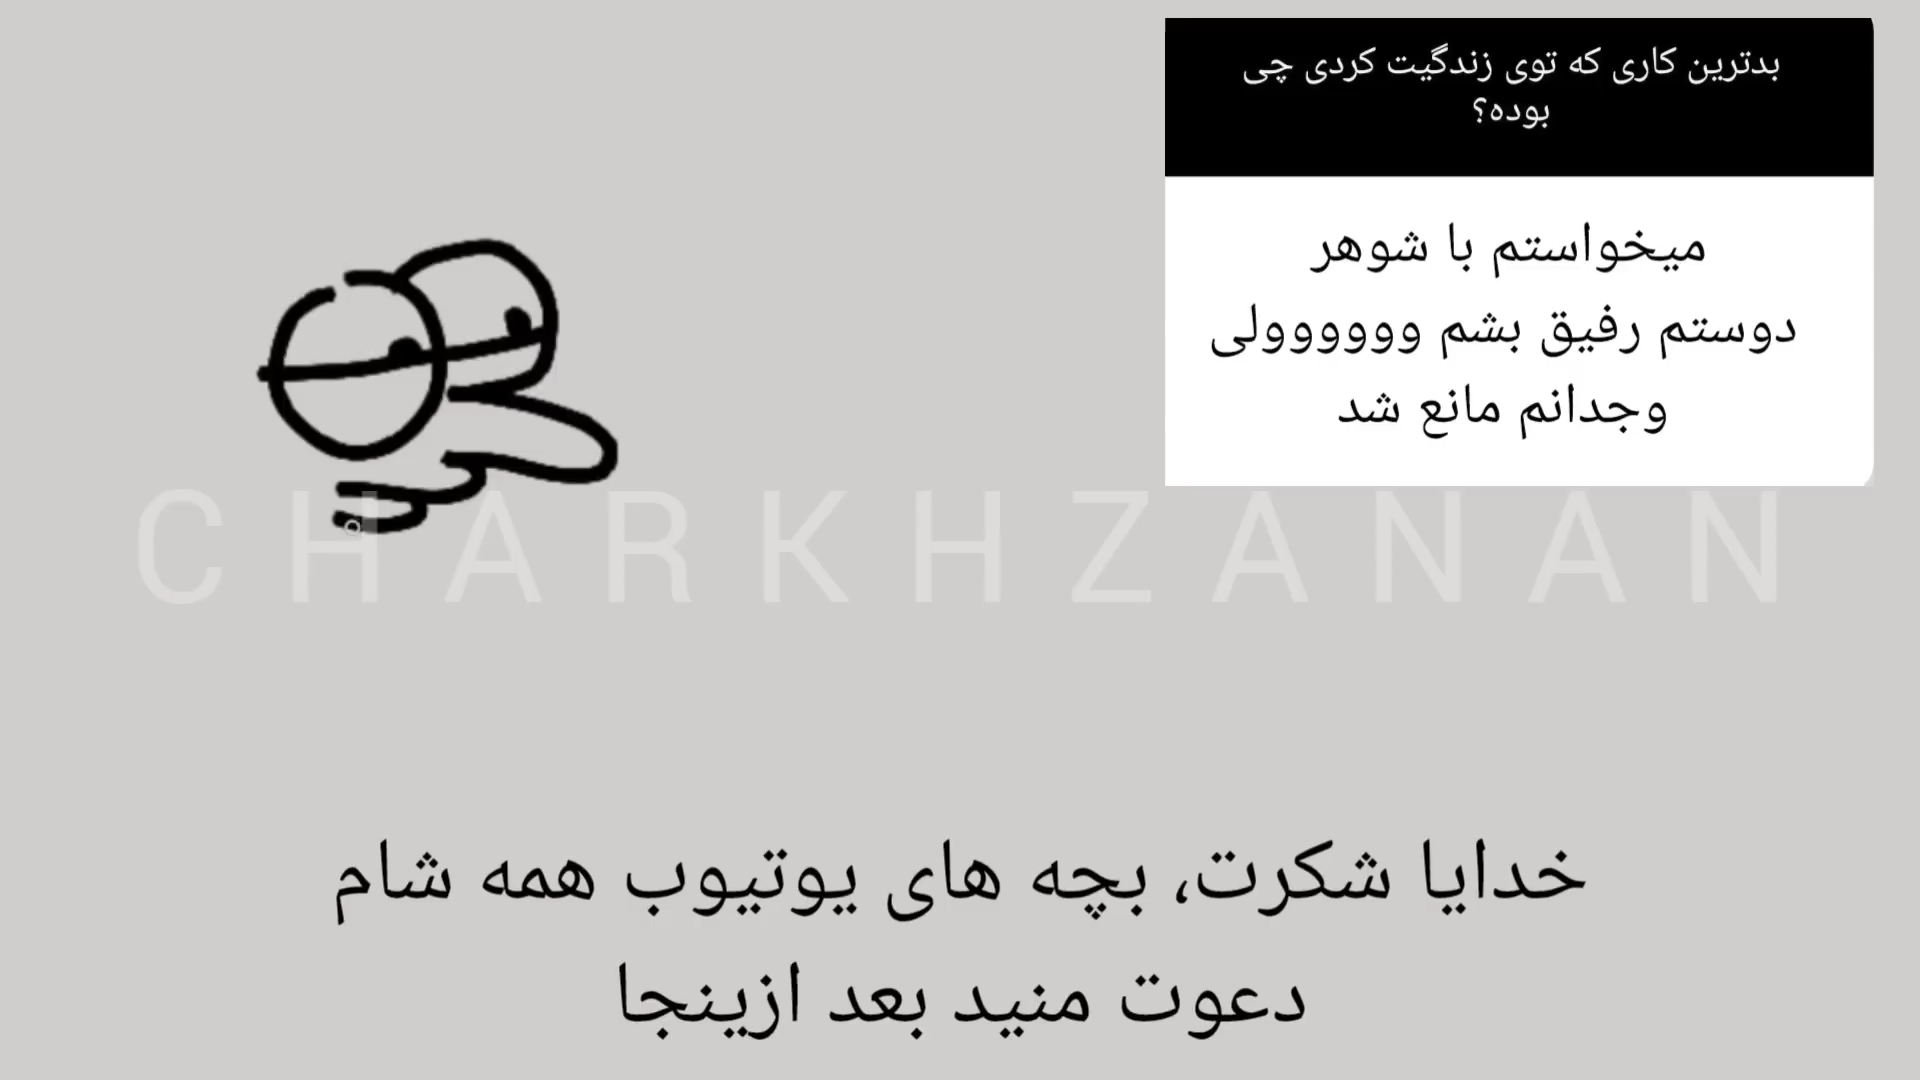 بدترین کاری که توی زندگیت کردی چی
بوده؟
میخواستم با شوهر
دوستم رفیق بشم ووووووولی
وجدانم مانع شد
CHARKHZANAN
خدایا شکرت، بچه های یوتیوب همه شام
دعوت منید بعد ازینجا